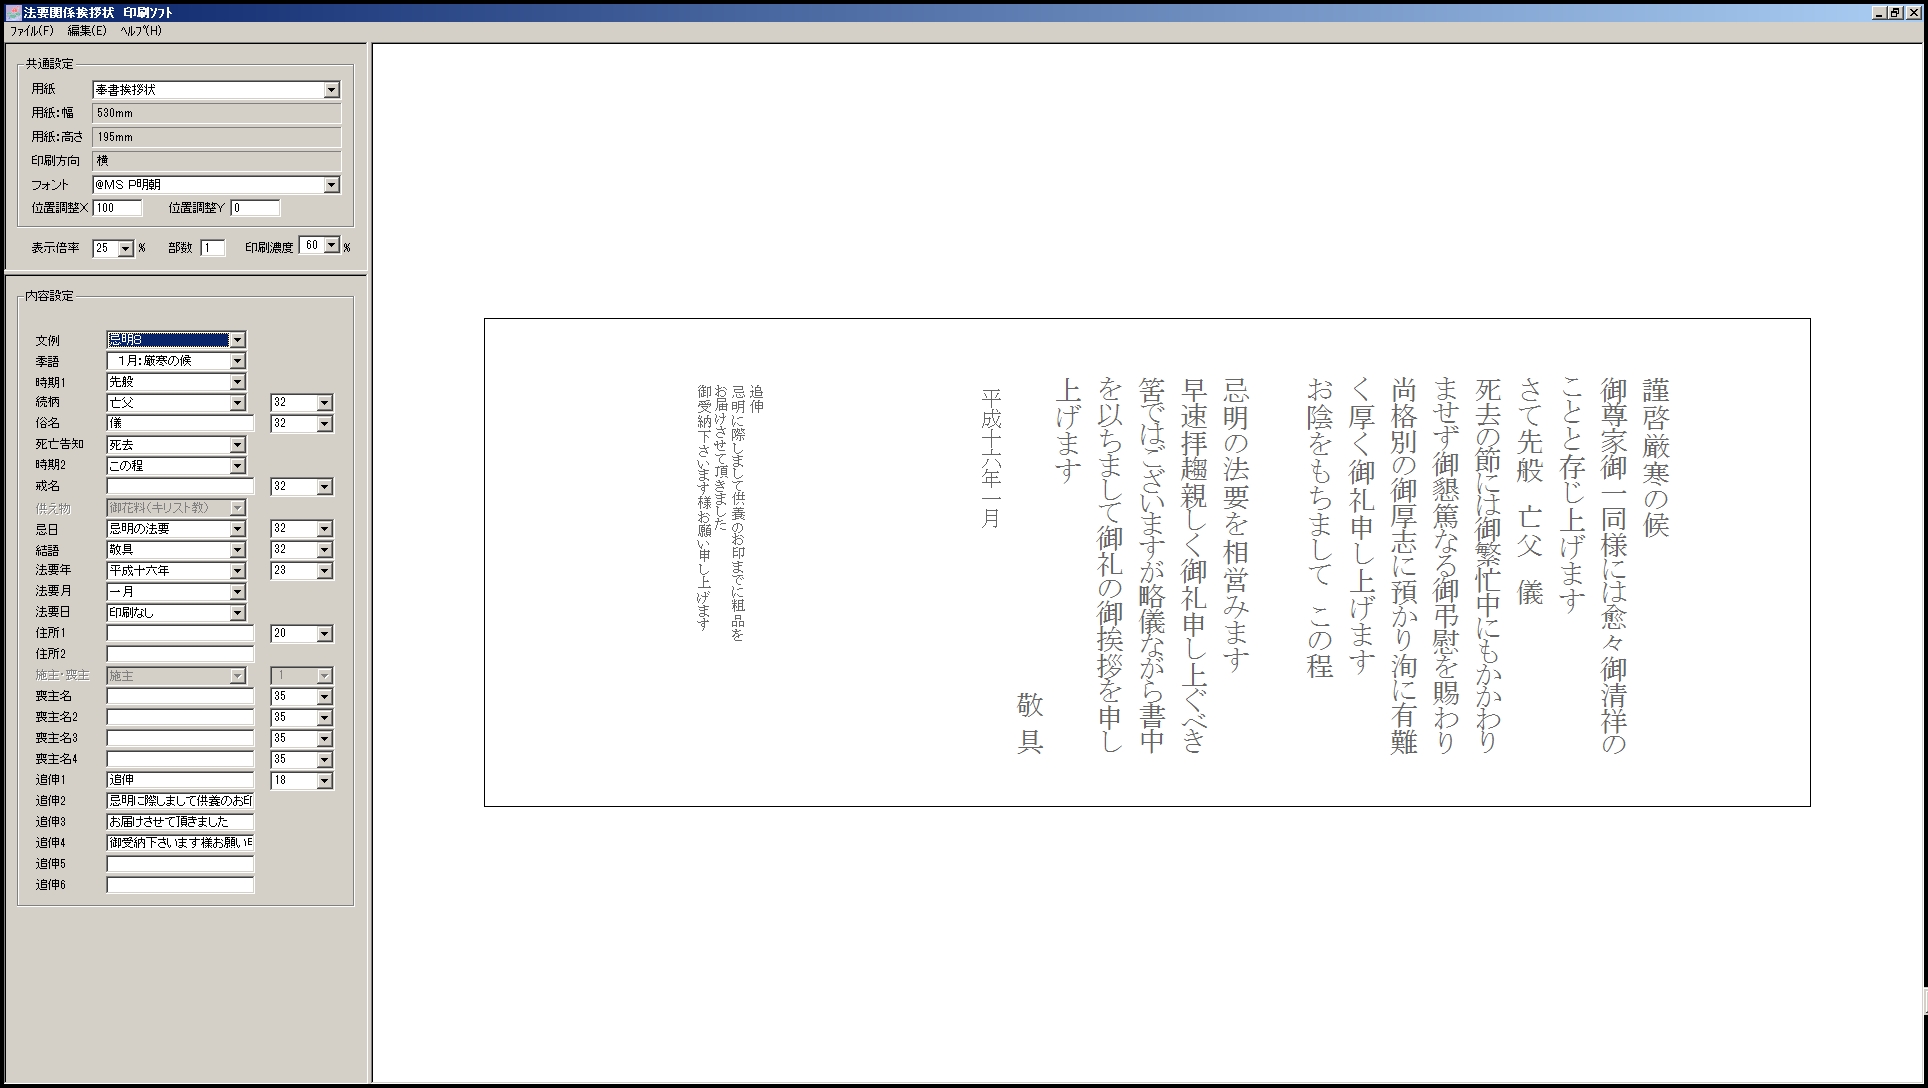 法要関係挨拶状 印刷ソフト
ファイル(F) 編集(E) ヘルプ(H)
共通設定
用紙 奉書挨拶状
用紙:幅 530mm
用紙:高さ 195mm
印刷方向 横
フォント @MS P明朝
位置調整X 100 位置調整Y 0
表示倍率 25 % 部数 1 印刷濃度 60 %
内容設定
文例 忌明8
季語 1月:厳寒の候
時期1 先般
続柄 亡父 32
俗名 儀 32
死亡告知 死去
時期2 この程
戒名 32
供え物 御花料(キリスト教)
忌日 忌明の法要 32
結語 敬具 32
法要年 平成十六年 23
法要月 一月
法要日 印刷なし
住所1 20
住所2
施主・喪主 施主 1
喪主名 35
喪主名2 35
喪主名3 35
喪主名4 35
追伸1 追伸 18
追伸2 忌明に際しまして供養のお印
追伸3 お届けさせて頂きました
追伸4 御受納下さいます様お願い
追伸5
追伸6
謹啓厳寒の候
御尊家御一同様には愈々御清祥の
ことと存じ上げます
さて先般 亡父 儀
死去の節には御繁忙中にもかかわり
ませず御懇篤なる御弔慰を賜わり
尚格別の御厚志に預かり洵に有難
く厚く御礼申し上げます
お陰をもちまして この程
忌明の法要を相営みます
早速拝趨親しく御礼申し上ぐべき
筈ではございますが略儀ながら書中
を以ちまして御礼の御挨拶を申し
上げます
敬具
平成十六年一月
追伸
忌明に際しまして供養のお印までに粗品を
お届けさせて頂きました
御受納下さいます様お願い申し上げます